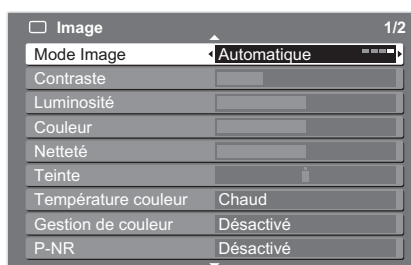 Image 1/2
Mode Image Automatique
Contraste
Luminosité
Couleur
Netteté
Teinte
Température couleur Chaud
Gestion de couleur Désactivé
P-NR Désactivé